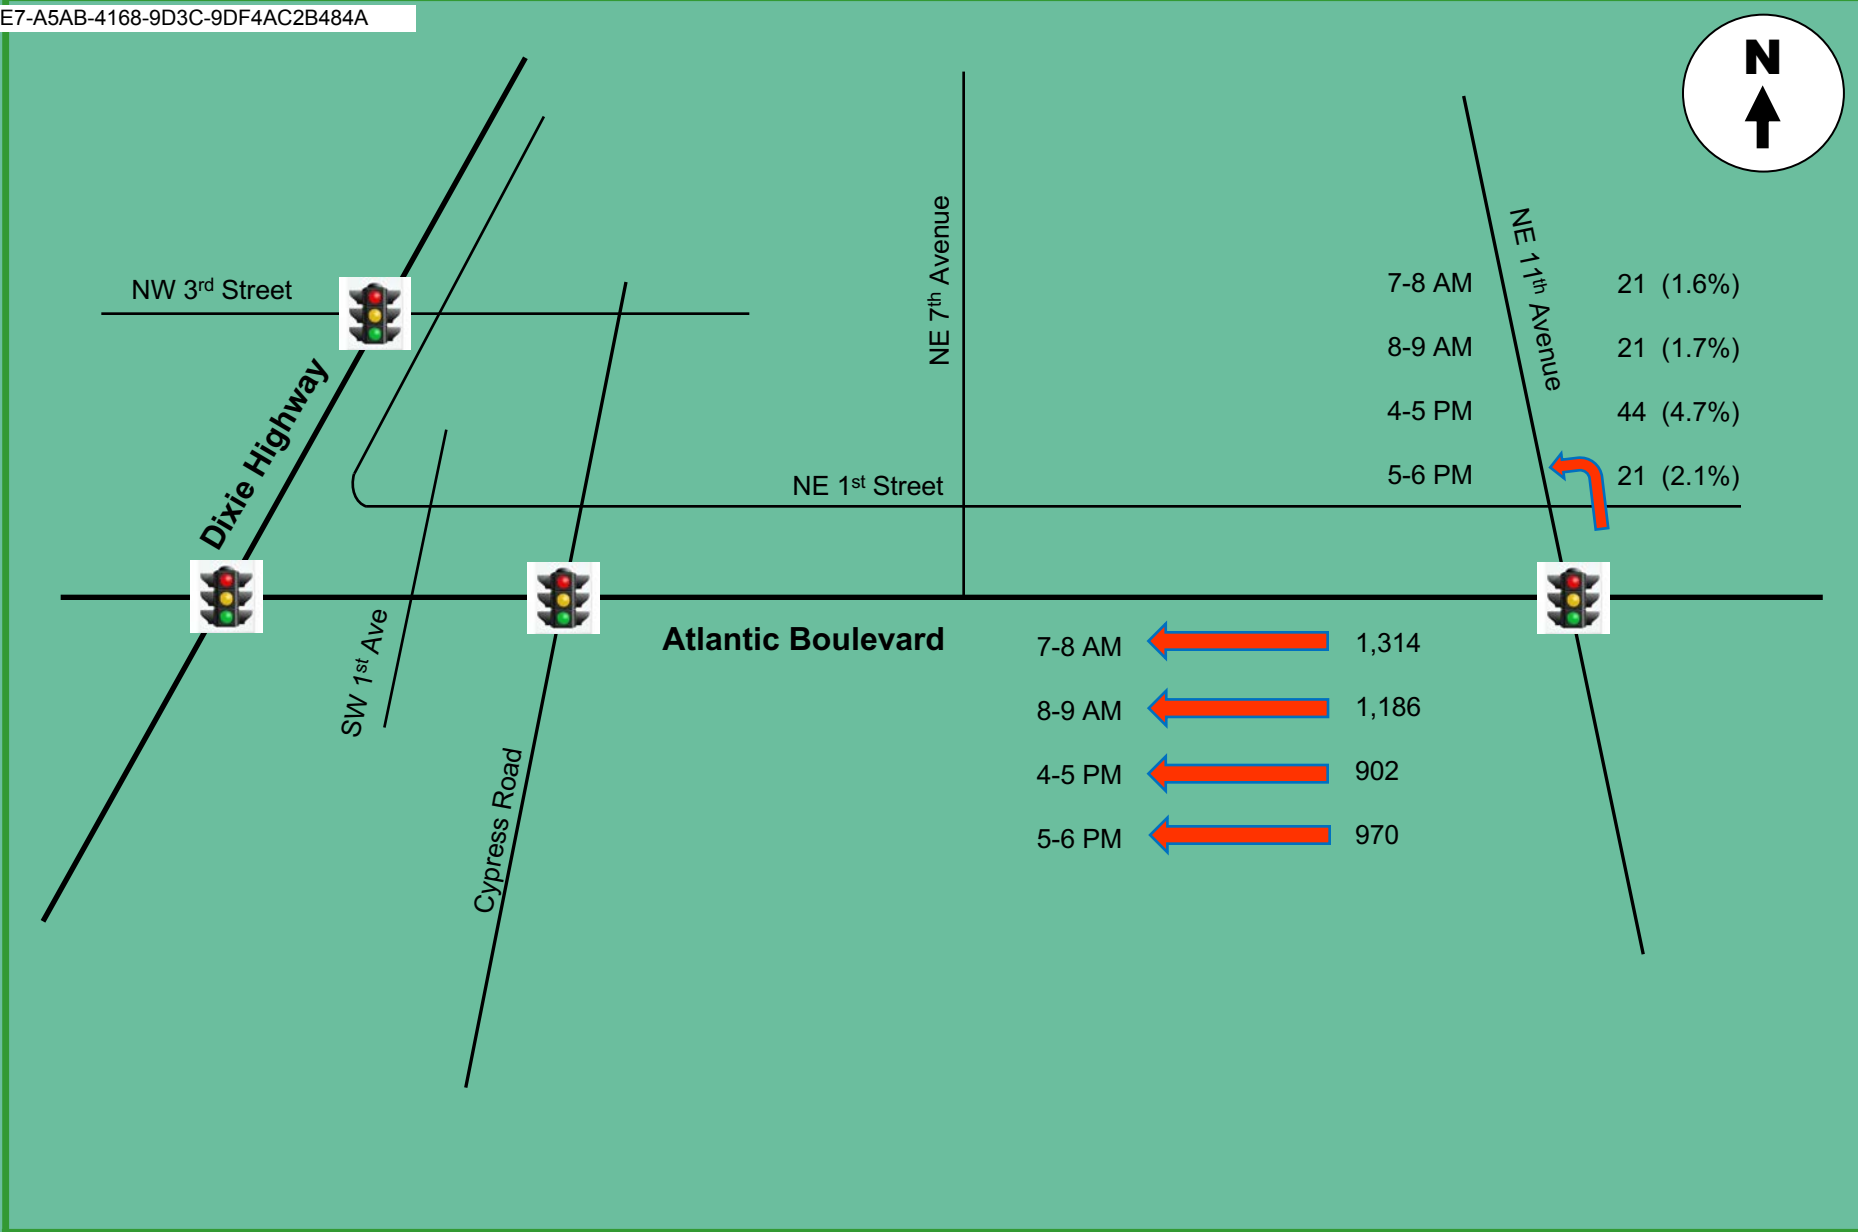 E7-A5AB-4168-9D3C-9DF4AC2B484A
N
NW 3rd Street
Dixie Highway
NE 7th Avenue
NE 11th Avenue
7-8 AM 21 (1.6%)
8-9 AM 21 (1.7%)
4-5 PM 44 (4.7%)
5-6 PM 21 (2.1%)
NE 1st Street
SW 1st Ave
Atlantic Boulevard
Cypress Road
7-8 AM 1,314
8-9 AM 1,186
4-5 PM 902
5-6 PM 970